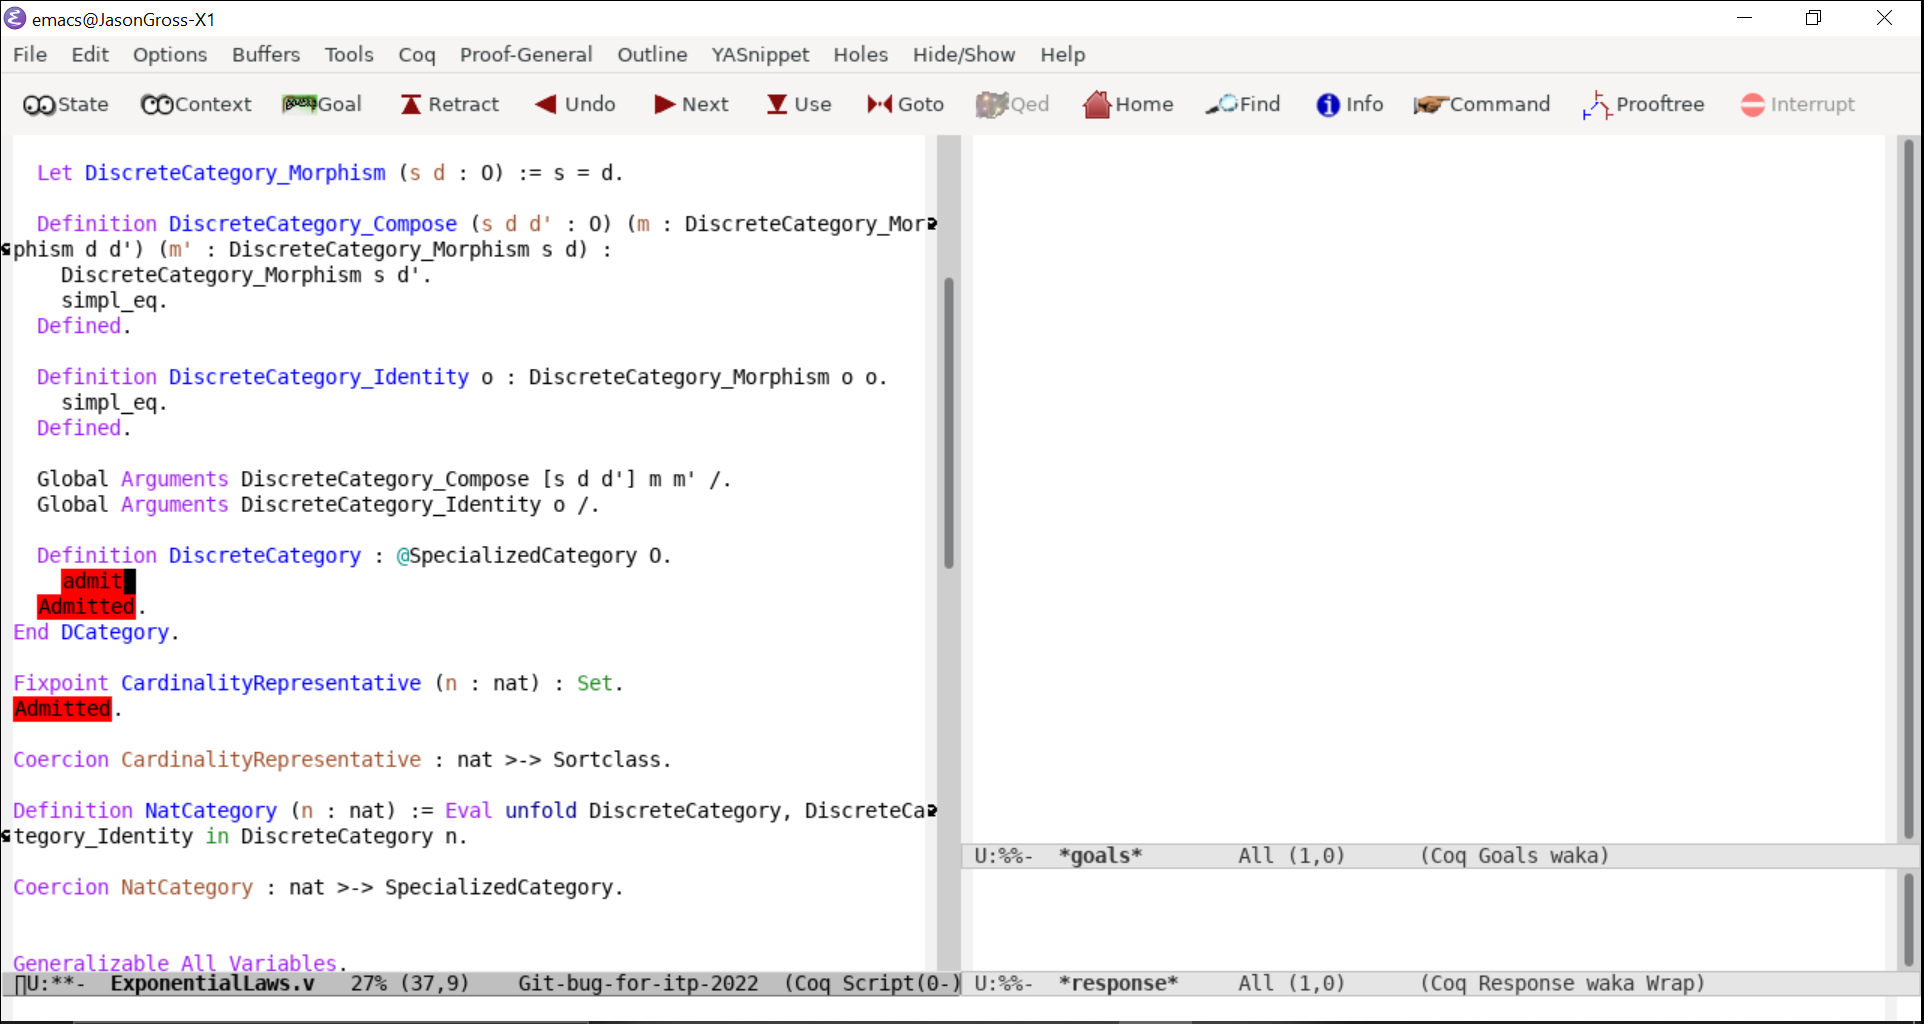 emacs@JasonGross-X1
File Edit Options Buffers Tools Coq Proof-General Outline YASnippet Holes Hide/Show Help
State Context Goal Retract Undo Next Use Goto Qed Home Find Info Command Prooftree Interrupt
Let DiscreteCategory_Morphism (s d : O) := s = d.
Definition DiscreteCategory_Compose (s d d' : O) (m : DiscreteCategory_Mor
phism d d') (m' : DiscreteCategory_Morphism s d) :
DiscreteCategory_Morphism s d'.
simpl_eq.
Defined.
Definition DiscreteCategory_Identity o : DiscreteCategory_Morphism o o.
simpl_eq.
Defined.
Global Arguments DiscreteCategory_Compose [s d d'] m m' /.
Global Arguments DiscreteCategory_Identity o /.
Definition DiscreteCategory : @SpecializedCategory O.
admit
Admitted.
End DCategory.
Fixpoint CardinalityRepresentative (n : nat) : Set.
Admitted.
Coercion CardinalityRepresentative : nat >-> Sortclass.
Definition NatCategory (n : nat) := Eval unfold DiscreteCategory, DiscreteCa
tegory_Identity in DiscreteCategory n.
Coercion NatCategory : nat >-> SpecializedCategory.
Generalizable All Variables.
U:**- ExponentialLaws.v 27% (37,9) Git-bug-for-itp-2022 (Coq Script(0-)
U:%%- *goals* All (1,0) (Coq Goals waka)
U:%%- *response* All (1,0) (Coq Response waka Wrap)